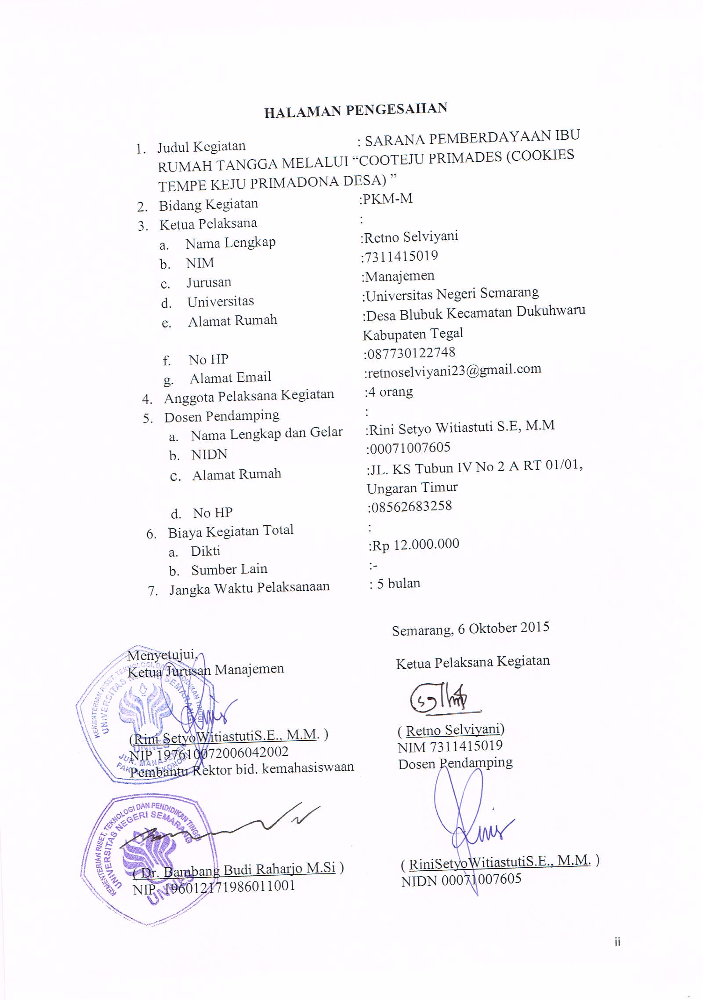 HALAMAN PENGESAHAN
1. Judul Kegiatan : SARANA PEMBERDAYAAN IBU
RUMAH TANGGA MELALUI “COOTEJU PRIMADES (COOKIES
TEMPE KEJU PRIMADONA DESA) ”
2. Bidang Kegiatan :PKM-M
3. Ketua Pelaksana :
a. Nama Lengkap :Retno Selviyani
b. NIM :7311415019
c. Jurusan :Manajemen
d. Universitas :Universitas Negeri Semarang
e. Alamat Rumah :Desa Blubuk Kecamatan Dukuhwaru
Kabupaten Tegal
f. No HP :087730122748
g. Alamat Email :retnoselviyani23@gmail.com
4. Anggota Pelaksana Kegiatan :4 orang
5. Dosen Pendamping :
a. Nama Lengkap dan Gelar :Rini Setyo Witiastuti S.E, M.M
b. NIDN :00071007605
c. Alamat Rumah :JL. KS Tubun IV No 2 A RT 01/01,
Ungaran Timur
d. No HP :08562683258
6. Biaya Kegiatan Total :
a. Dikti :Rp 12.000.000
b. Sumber Lain :-
7. Jangka Waktu Pelaksanaan : 5 bulan
Semarang, 6 Oktober 2015
Menyetujui,
Ketua Jurusan Manajemen
Ketua Pelaksana Kegiatan
KEMENTERIAN RISET, TEKNOLOGI, DAN PENDIDIKAN TINGGI
UNIVERSITAS NEGERI SEMARANG
UNNES
JUR. MANAJEMEN
FAKULTAS EKONOMI
(Rini SetyoWitiastutiS.E., M.M. )
NIP 197610072006042002
Pembantu Rektor bid. kemahasiswaan
( Retno Selviyani)
NIM 7311415019
Dosen Pendamping
KEMENTERIAN RISET, TEKNOLOGI DAN PENDIDIKAN TINGGI
UNIVERSITAS NEGERI SEMARANG
UNNES
( Dr. Bambang Budi Raharjo M.Si )
NIP. 196012171986011001
( RiniSetyoWitiastutiS.E., M.M. )
NIDN 00071007605
ii